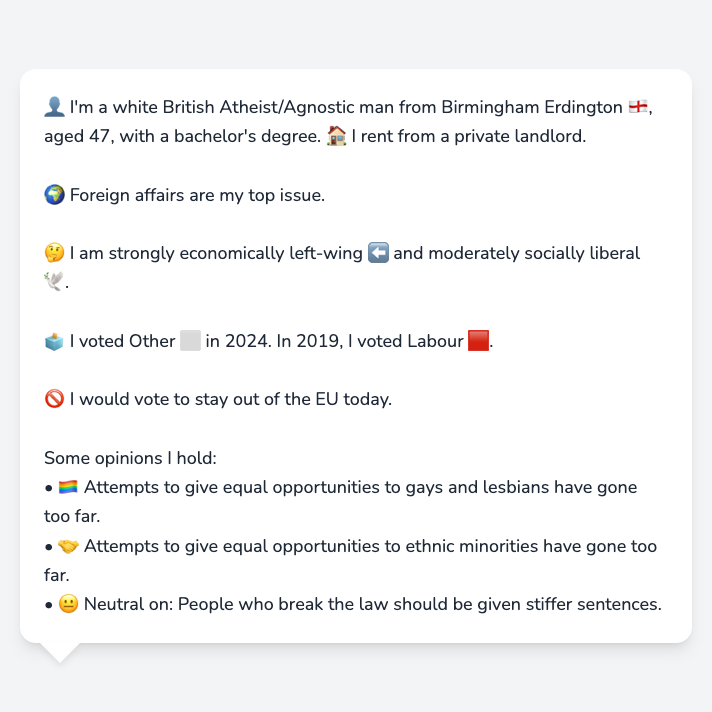 👤 I'm a white British Atheist/Agnostic man from Birmingham Erdington 🏴󠁧󠁢󠁥󠁮󠁧󠁿,
aged 47, with a bachelor's degree. 🏠 I rent from a private landlord.
🌍 Foreign affairs are my top issue.
🤔 I am strongly economically left-wing ⬅️ and moderately socially liberal
🕊️.
🗳️ I voted Other ⬜ in 2024. In 2019, I voted Labour 🟥.
🚫 I would vote to stay out of the EU today.
Some opinions I hold:
• 🏳️‍🌈 Attempts to give equal opportunities to gays and lesbians have gone
too far.
• 🤝 Attempts to give equal opportunities to ethnic minorities have gone too
far.
• 😐 Neutral on: People who break the law should be given stiffer sentences.